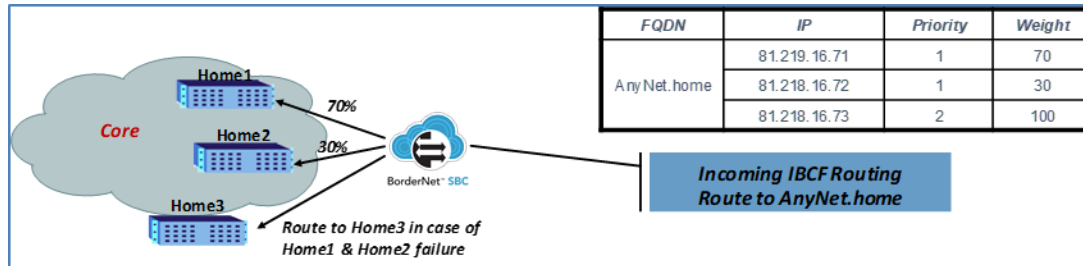 Home1
70%
Core
Home2
30%
BorderNet™ SBC
Home3
Route to Home3 in case of
Home1 & Home2 failure
FQDN IP Priority Weight
AnyNet.home
81.219.16.71 1 70
81.218.16.72 1 30
81.218.16.73 2 100
Incoming IBCF Routing
Route to AnyNet.home